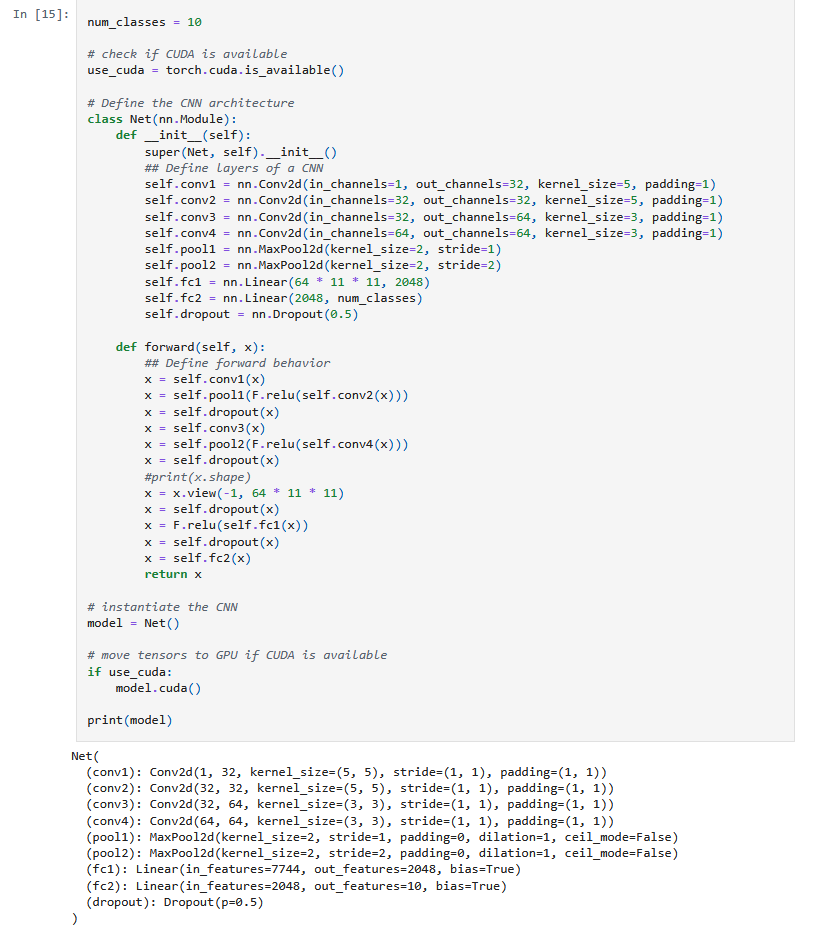 In [15]:
num_classes = 10
# check if CUDA is available
use_cuda = torch.cuda.is_available()
# Define the CNN architecture
class Net(nn.Module):
    def __init__(self):
        super(Net, self).__init__()
        ## Define layers of a CNN
        self.conv1 = nn.Conv2d(in_channels=1, out_channels=32, kernel_size=5, padding=1)
        self.conv2 = nn.Conv2d(in_channels=32, out_channels=32, kernel_size=5, padding=1)
        self.conv3 = nn.Conv2d(in_channels=32, out_channels=64, kernel_size=3, padding=1)
        self.conv4 = nn.Conv2d(in_channels=64, out_channels=64, kernel_size=3, padding=1)
        self.pool1 = nn.MaxPool2d(kernel_size=2, stride=1)
        self.pool2 = nn.MaxPool2d(kernel_size=2, stride=2)
        self.fc1 = nn.Linear(64 * 11 * 11, 2048)
        self.fc2 = nn.Linear(2048, num_classes)
        self.dropout = nn.Dropout(0.5)
    def forward(self, x):
        ## Define forward behavior
        x = self.conv1(x)
        x = self.pool1(F.relu(self.conv2(x)))
        x = self.dropout(x)
        x = self.conv3(x)
        x = self.pool2(F.relu(self.conv4(x)))
        x = self.dropout(x)
        #print(x.shape)
        x = x.view(-1, 64 * 11 * 11)
        x = self.dropout(x)
        x = F.relu(self.fc1(x))
        x = self.dropout(x)
        x = self.fc2(x)
        return x
# instantiate the CNN
model = Net()
# move tensors to GPU if CUDA is available
if use_cuda:
    model.cuda()
print(model)
Net(
  (conv1): Conv2d(1, 32, kernel_size=(5, 5), stride=(1, 1), padding=(1, 1))
  (conv2): Conv2d(32, 32, kernel_size=(5, 5), stride=(1, 1), padding=(1, 1))
  (conv3): Conv2d(32, 64, kernel_size=(3, 3), stride=(1, 1), padding=(1, 1))
  (conv4): Conv2d(64, 64, kernel_size=(3, 3), stride=(1, 1), padding=(1, 1))
  (pool1): MaxPool2d(kernel_size=2, stride=1, padding=0, dilation=1, ceil_mode=False)
  (pool2): MaxPool2d(kernel_size=2, stride=2, padding=0, dilation=1, ceil_mode=False)
  (fc1): Linear(in_features=7744, out_features=2048, bias=True)
  (fc2): Linear(in_features=2048, out_features=10, bias=True)
  (dropout): Dropout(p=0.5)
)